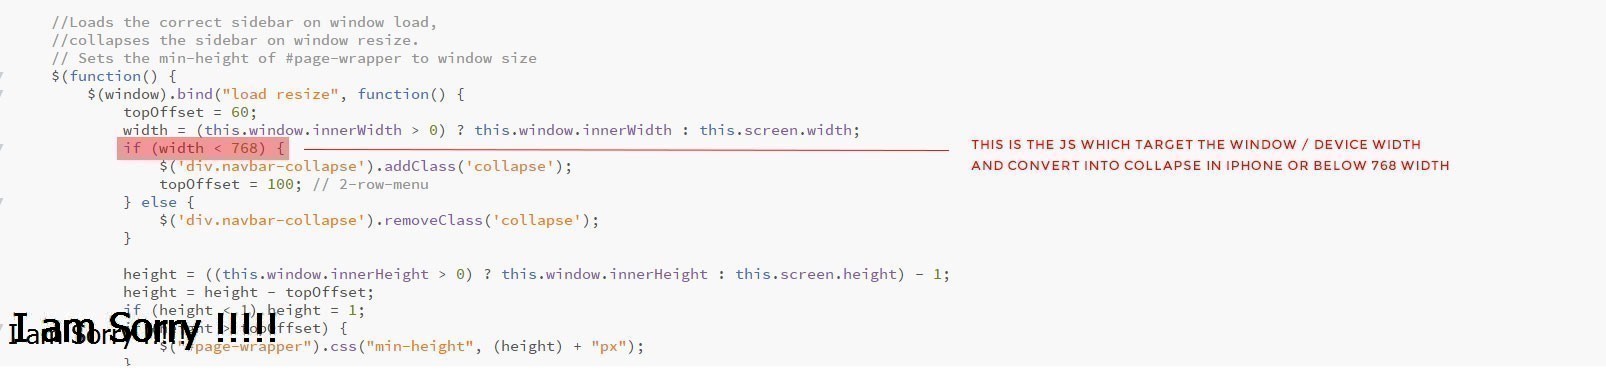 //Loads the correct sidebar on window load,
//collapses the sidebar on window resize.
// Sets the min-height of #page-wrapper to window size
$(function() {
$(window).bind("load resize", function() {
topOffset = 60;
width = (this.window.innerWidth > 0) ? this.window.innerWidth : this.screen.width;
if (width < 768) {
THIS IS THE JS WHICH TARGET THE WINDOW / DEVICE WIDTH
AND CONVERT INTO COLLAPSE IN IPHONE OR BELOW 768 WIDTH
$('div.navbar-collapse').addClass('collapse');
topOffset = 100; // 2-row-menu
} else {
$('div.navbar-collapse').removeClass('collapse');
}
height = ((this.window.innerHeight > 0) ? this.window.innerHeight : this.screen.height) - 1;
height = height - topOffset;
if (height < 1) height = 1;
if (height > topOffset) {
I am Sorry !!!!!
I am Sorry !!!!!
$("#page-wrapper").css("min-height", (height) + "px");
}